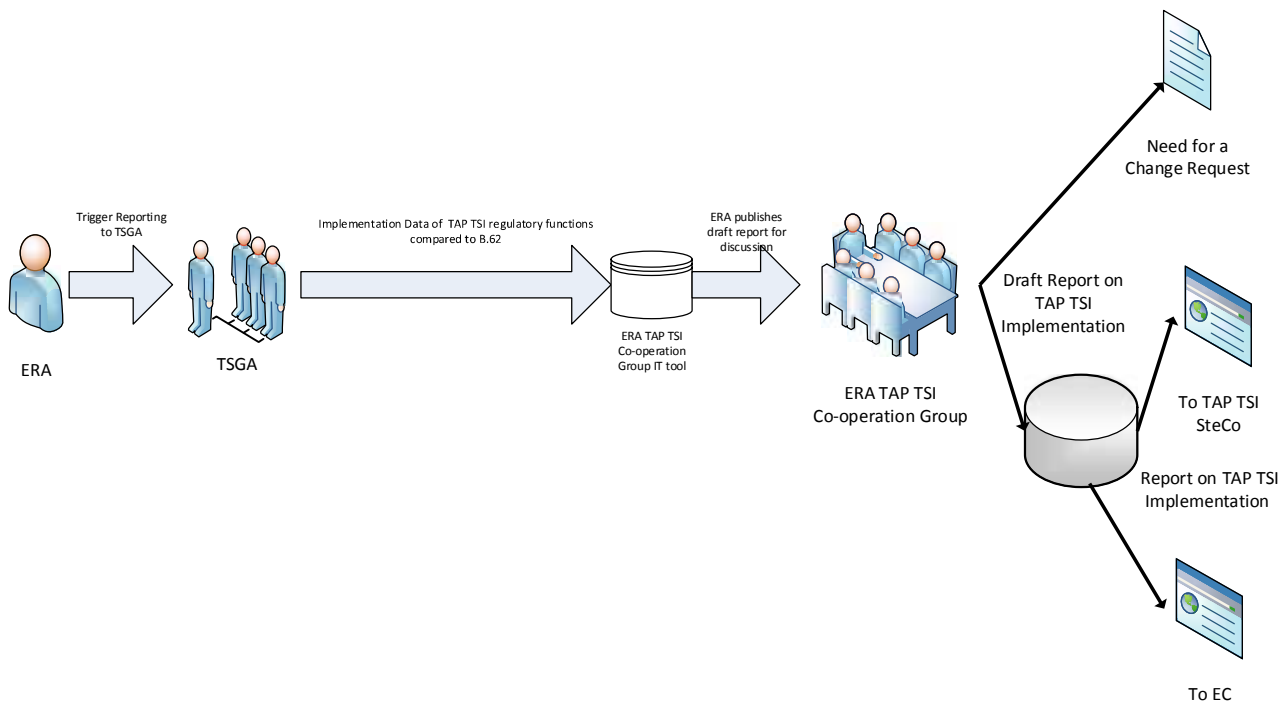 Trigger Reporting
to TSGA
ERA
TSGA
Implementation Data of TAP TSI regulatory functions
compared to B.62
ERA TAP TSI
Co-operation
Group IT tool
ERA publishes
draft report for
discussion
ERA TAP TSI
Co-operation Group
Need for a
Change Request
Draft Report on
TAP TSI
Implementation
To TAP TSI
SteCo
Report on TAP TSI
Implementation
To EC